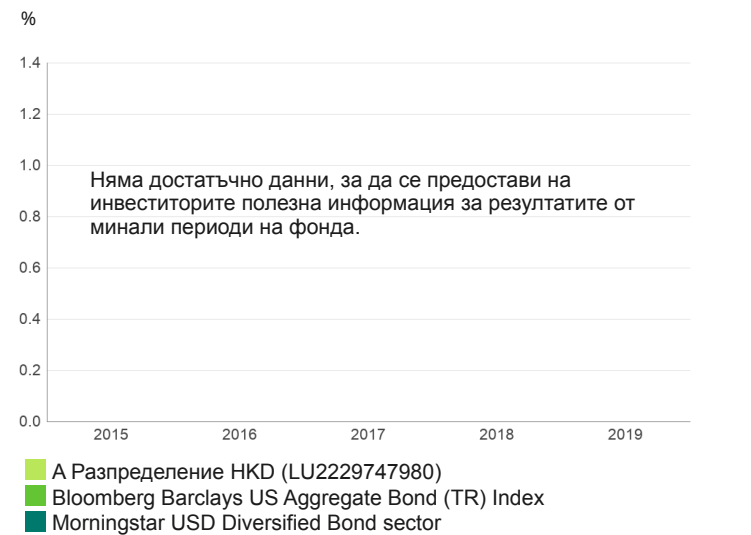 %
1.4
1.2
1.0
Няма достатъчно данни, за да се предостави на
инвеститорите полезна информация за резултатите от
0.8
минали периоди на фонда.
0.6
0.4
0.2
0.0
2015 2016 2017 2018 2019
А Разпределение HKD (LU2229747980)
Bloomberg Barclays US Aggregate Bond (TR) Index
Morningstar USD Diversified Bond sector